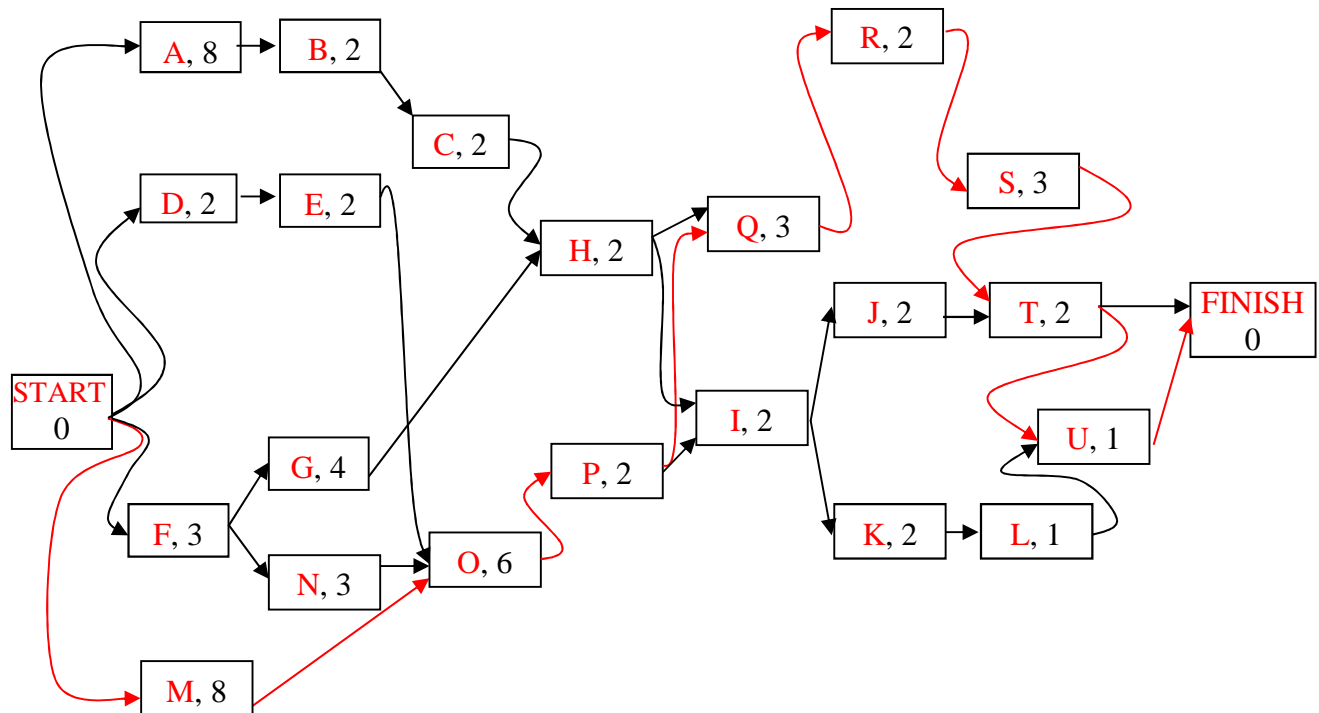 A, 8
B, 2
R, 2
C, 2
S, 3
D, 2
E, 2
Q, 3
H, 2
J, 2
T, 2
FINISH
0
START
0
I, 2
U, 1
G, 4
P, 2
F, 3
K, 2
L, 1
O, 6
N, 3
M, 8